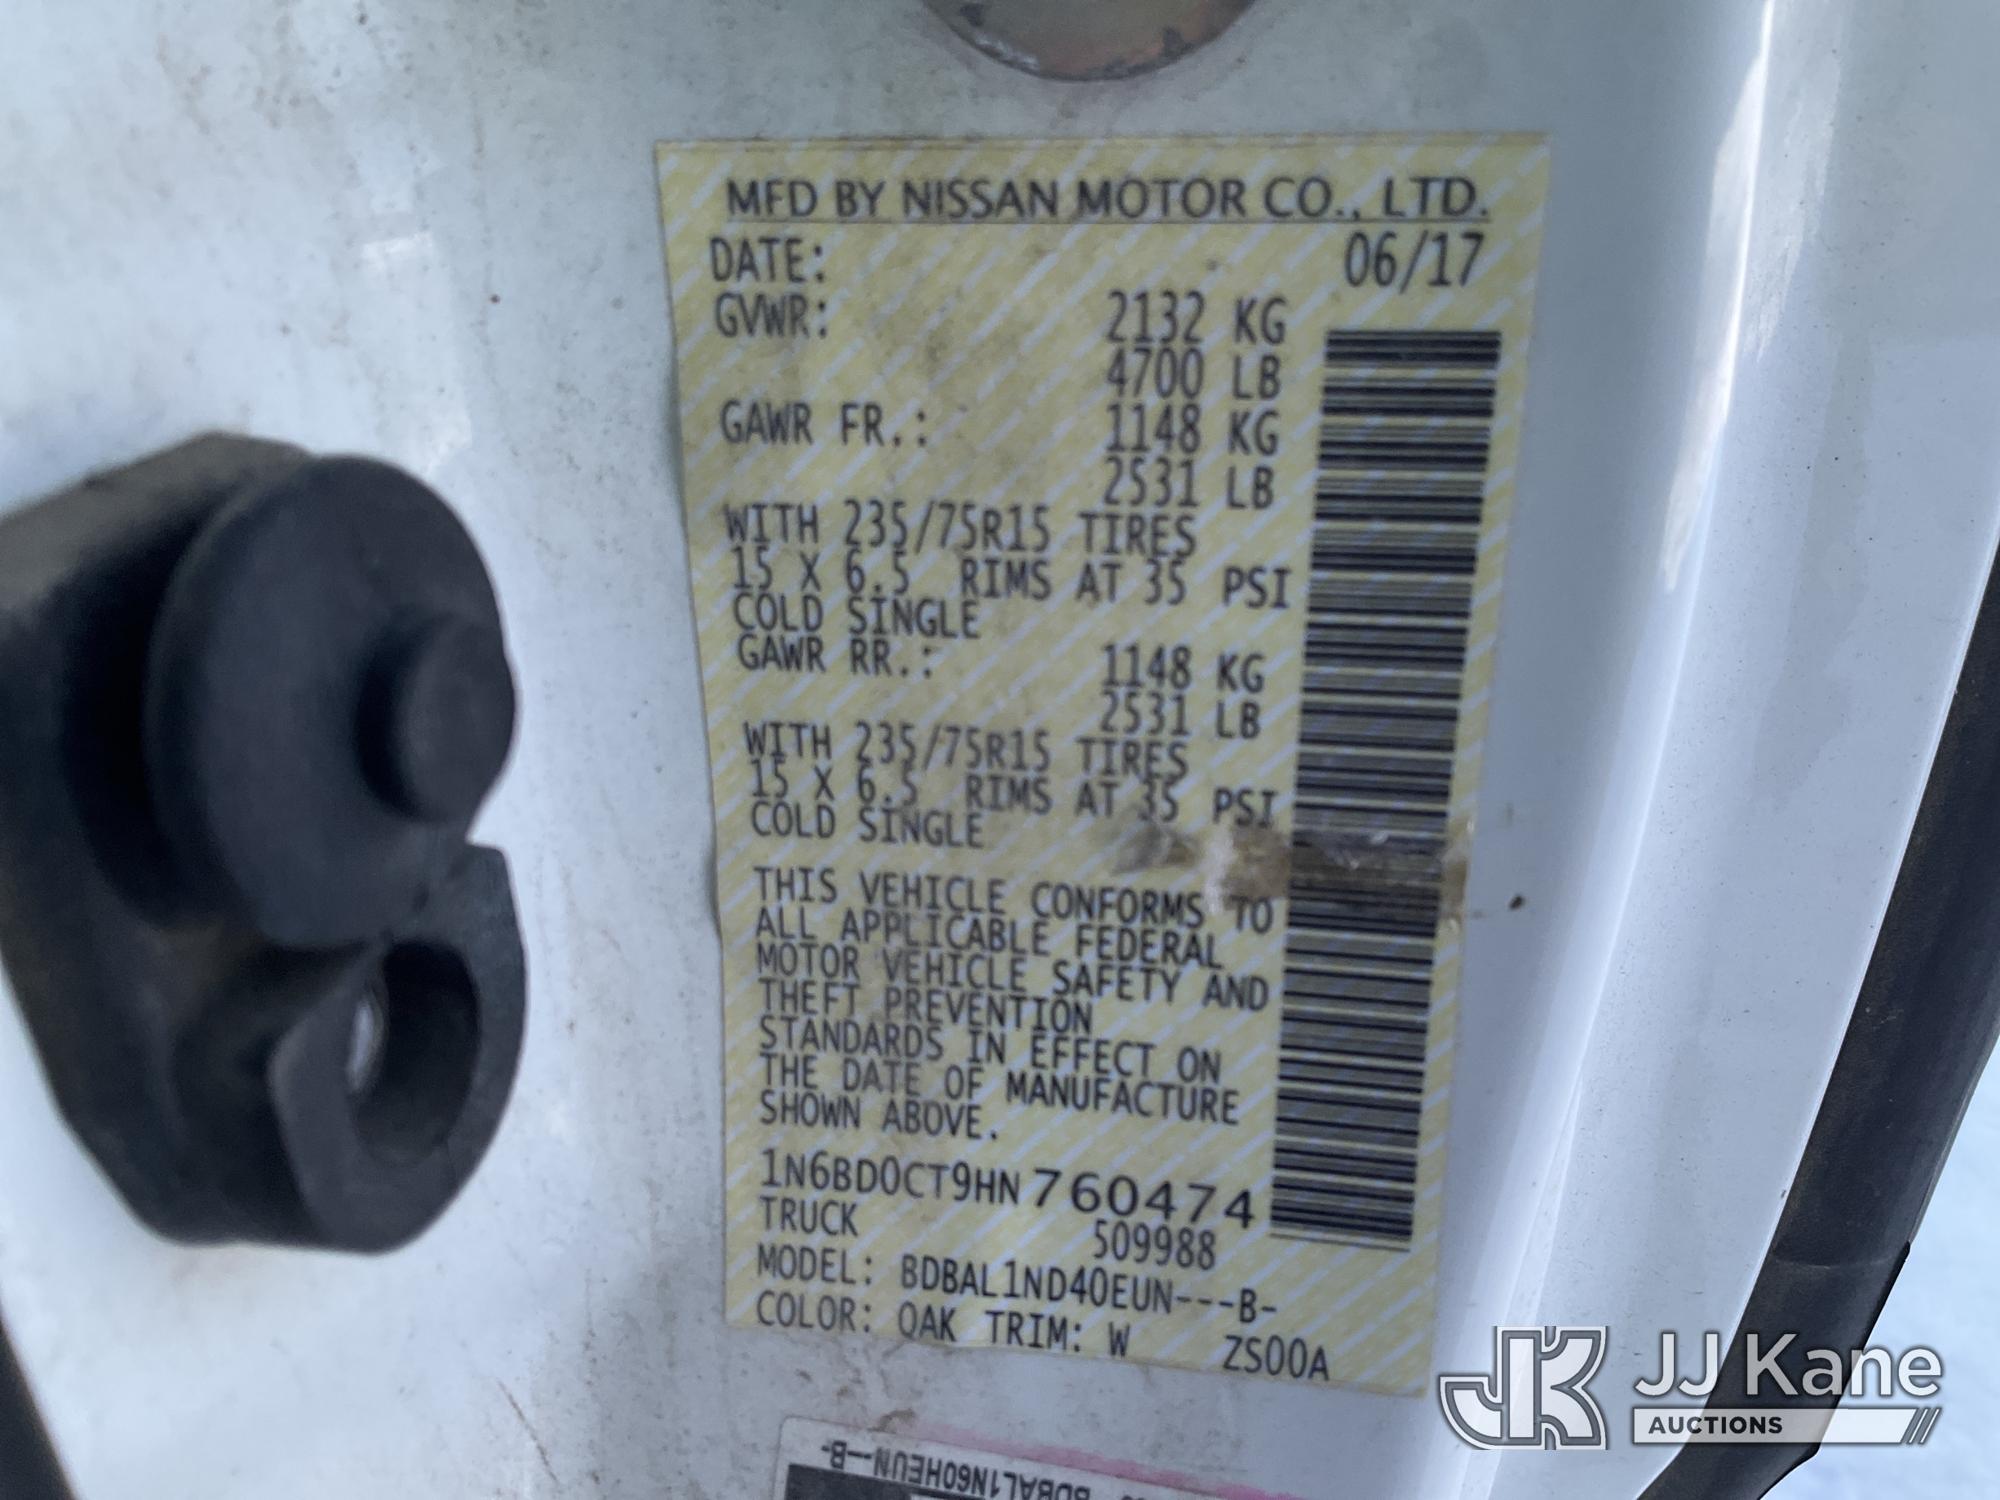 MFD BY NISSAN MOTOR CO., LTD.
DATE: 06/17
GVWR: 2132 KG
4700 LB
GAWR FR.: 1148 KG
2531 LB
WITH 235/75R15 TIRES
15 X 6.5 RIMS AT 35 PSI
COLD SINGLE
GAWR RR.: 1148 KG
2531 LB
WITH 235/75R15 TIRES
15 X 6.5 RIMS AT 35 PSI
COLD SINGLE
THIS VEHICLE CONFORMS TO
ALL APPLICABLE FEDERAL
MOTOR VEHICLE SAFETY AND
THEFT PREVENTION
STANDARDS IN EFFECT ON
THE DATE OF MANUFACTURE
SHOWN ABOVE.
1N6BD0CT9HN760474
TRUCK 509988
MODEL: BDBAL1ND40EUN---B-
COLOR: QAK TRIM: W ZS00A
BDBAL1N60HEUN--B-
JK JJ Kane
AUCTIONS